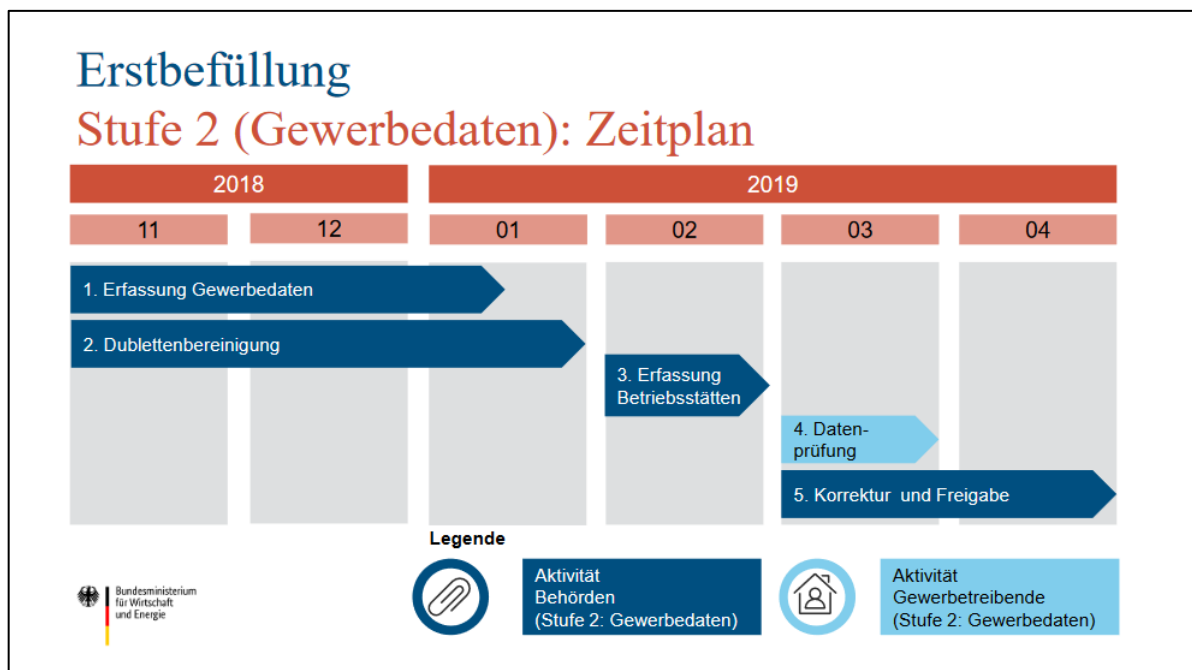 Erstbefüllung
Stufe 2 (Gewerbedaten): Zeitplan
2018 2019
11 12 01 02 03 04
1. Erfassung Gewerbedaten
2. Dublettenbereinigung
3. Erfassung
Betriebsstätten
4. Daten-
prüfung
5. Korrektur und Freigabe
Legende
Aktivität
Behörden
(Stufe 2: Gewerbedaten)
Aktivität
Gewerbetreibende
(Stufe 2: Gewerbedaten)
Bundesministerium
für Wirtschaft
und Energie